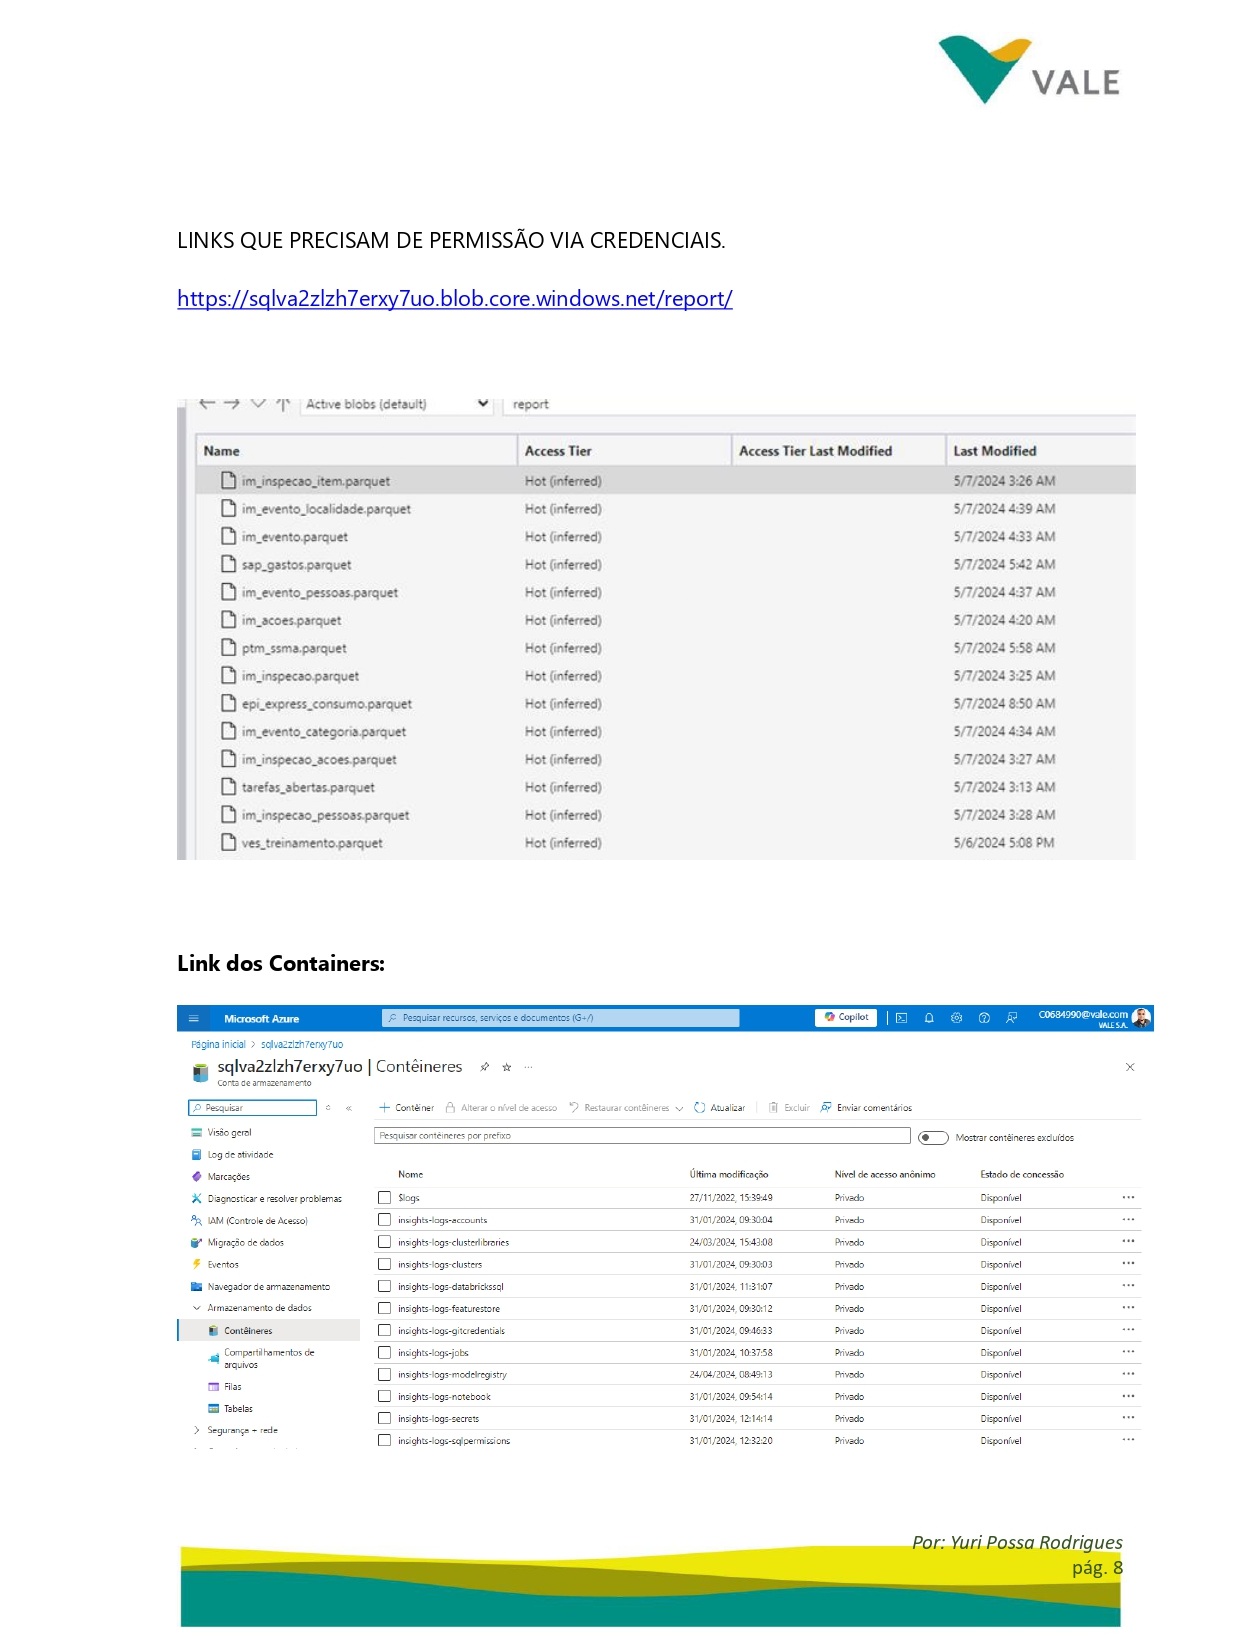 VALE
LINKS QUE PRECISAM DE PERMISSÃO VIA CREDENCIAIS.
https://sqlva2zlzh7erxy7uo.blob.core.windows.net/report/
Active blobs (default) report
Name Access Tier Access Tier Last Modified Last Modified
im_inspecao_item.parquet Hot (inferred) 5/7/2024 3:26 AM
im_evento_localidade.parquet Hot (inferred) 5/7/2024 4:39 AM
im_evento.parquet Hot (inferred) 5/7/2024 4:33 AM
sap_gastos.parquet Hot (inferred) 5/7/2024 5:42 AM
im_evento_pessoas.parquet Hot (inferred) 5/7/2024 4:37 AM
im_acoes.parquet Hot (inferred) 5/7/2024 4:20 AM
ptm_ssma.parquet Hot (inferred) 5/7/2024 5:58 AM
im_inspecao.parquet Hot (inferred) 5/7/2024 3:25 AM
epi_express_consumo.parquet Hot (inferred) 5/7/2024 8:50 AM
im_evento_categoria.parquet Hot (inferred) 5/7/2024 4:34 AM
im_inspecao_acoes.parquet Hot (inferred) 5/7/2024 3:27 AM
tarefas_abertas.parquet Hot (inferred) 5/7/2024 3:13 AM
im_inspecao_pessoas.parquet Hot (inferred) 5/7/2024 3:28 AM
ves_treinamento.parquet Hot (inferred) 5/6/2024 5:08 PM
Link dos Containers:
Microsoft Azure Pesquisar recursos, serviços e documentos (G+/) Copilot C0684990@vale.com
VALE S.A.
Página inicial > sqlva2zlzh7erxy7uo
sqlva2zlzh7erxy7uo | Contêineres
Conta de armazenamento
Pesquisar
Contêiner Alterar o nível de acesso Restaurar contêineres Atualizar Excluir Enviar comentários
Pesquisar contêineres por prefixo Mostrar contêineres excluídos
Visão geral
Log de atividade
Marcações
Diagnosticar e resolver problemas
IAM (Controle de Acesso)
Migração de dados
Eventos
Navegador de armazenamento
Armazenamento de dados
Contêineres
Compartilhamentos de
arquivos
Filas
Tabelas
Segurança + rede
Nome Última modificação Nível de acesso anônimo Estado de concessão
$logs 27/11/2022, 15:39:49 Privado Disponível
insights-logs-accounts 31/01/2024, 09:30:04 Privado Disponível
insights-logs-clusterlibraries 24/03/2024, 15:43:08 Privado Disponível
insights-logs-clusters 31/01/2024, 09:30:03 Privado Disponível
insights-logs-databrickssql 31/01/2024, 11:31:07 Privado Disponível
insights-logs-featurestore 31/01/2024, 09:30:12 Privado Disponível
insights-logs-gitcredentials 31/01/2024, 09:46:33 Privado Disponível
insights-logs-jobs 31/01/2024, 10:37:58 Privado Disponível
insights-logs-modelregistry 24/04/2024, 08:49:13 Privado Disponível
insights-logs-notebook 31/01/2024, 09:54:14 Privado Disponível
insights-logs-secrets 31/01/2024, 12:14:14 Privado Disponível
insights-logs-sqlpermissions 31/01/2024, 12:32:20 Privado Disponível
Por: Yuri Possa Rodrigues
pág. 8